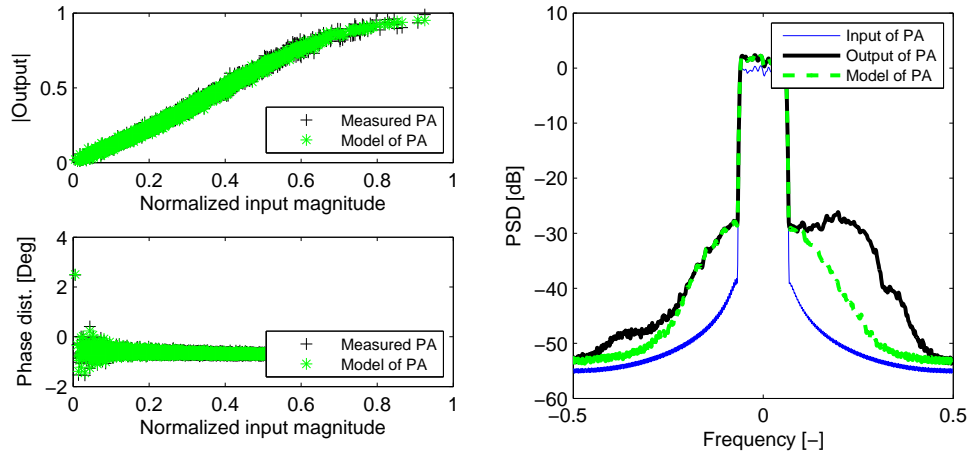 1
0.5
0
|Output|
0
0.2
0.4
0.6
0.8
1
Normalized input magnitude
Measured PA
Model of PA
4
2
0
−2
Phase dist. [Deg]
0
0.2
0.4
0.6
0.8
1
Normalized input magnitude
Measured PA
Model of PA
10
0
−10
−20
−30
−40
−50
−60
PSD [dB]
−0.5
0
0.5
Frequency [-]
Input of PA
Output of PA
Model of PA